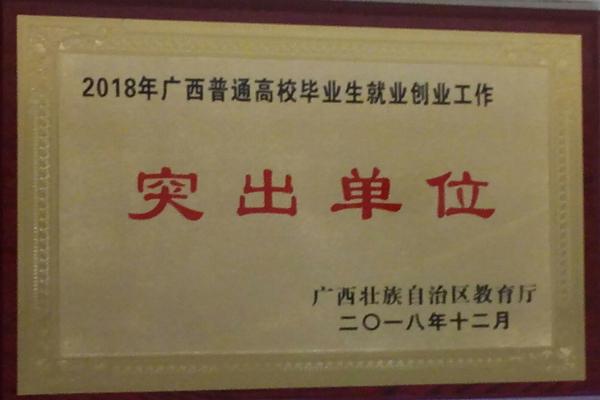 2018年广西普通高校毕业生就业创业工作
突出单位
广西壮族自治区教育厅
二〇一八年十二月